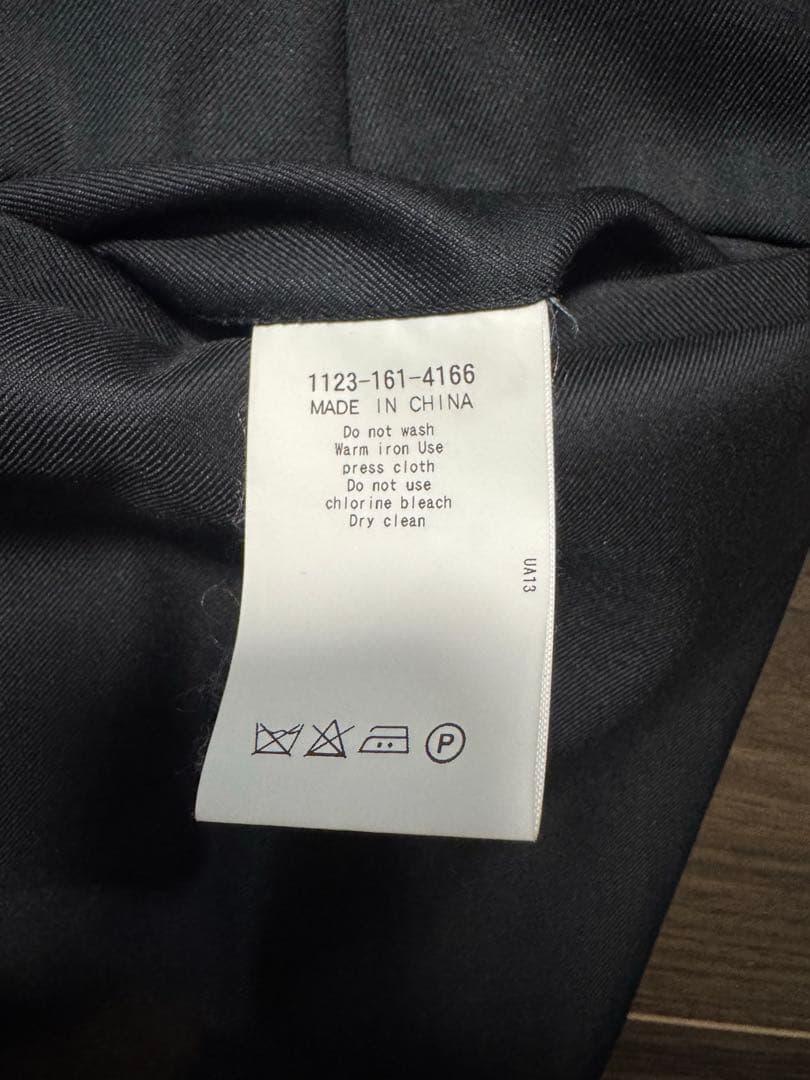 1123-161-4166
MADE IN CHINA
Do not wash
Warm iron Use
press cloth
Do not use
chlorine bleach
Dry clean
UA13
P